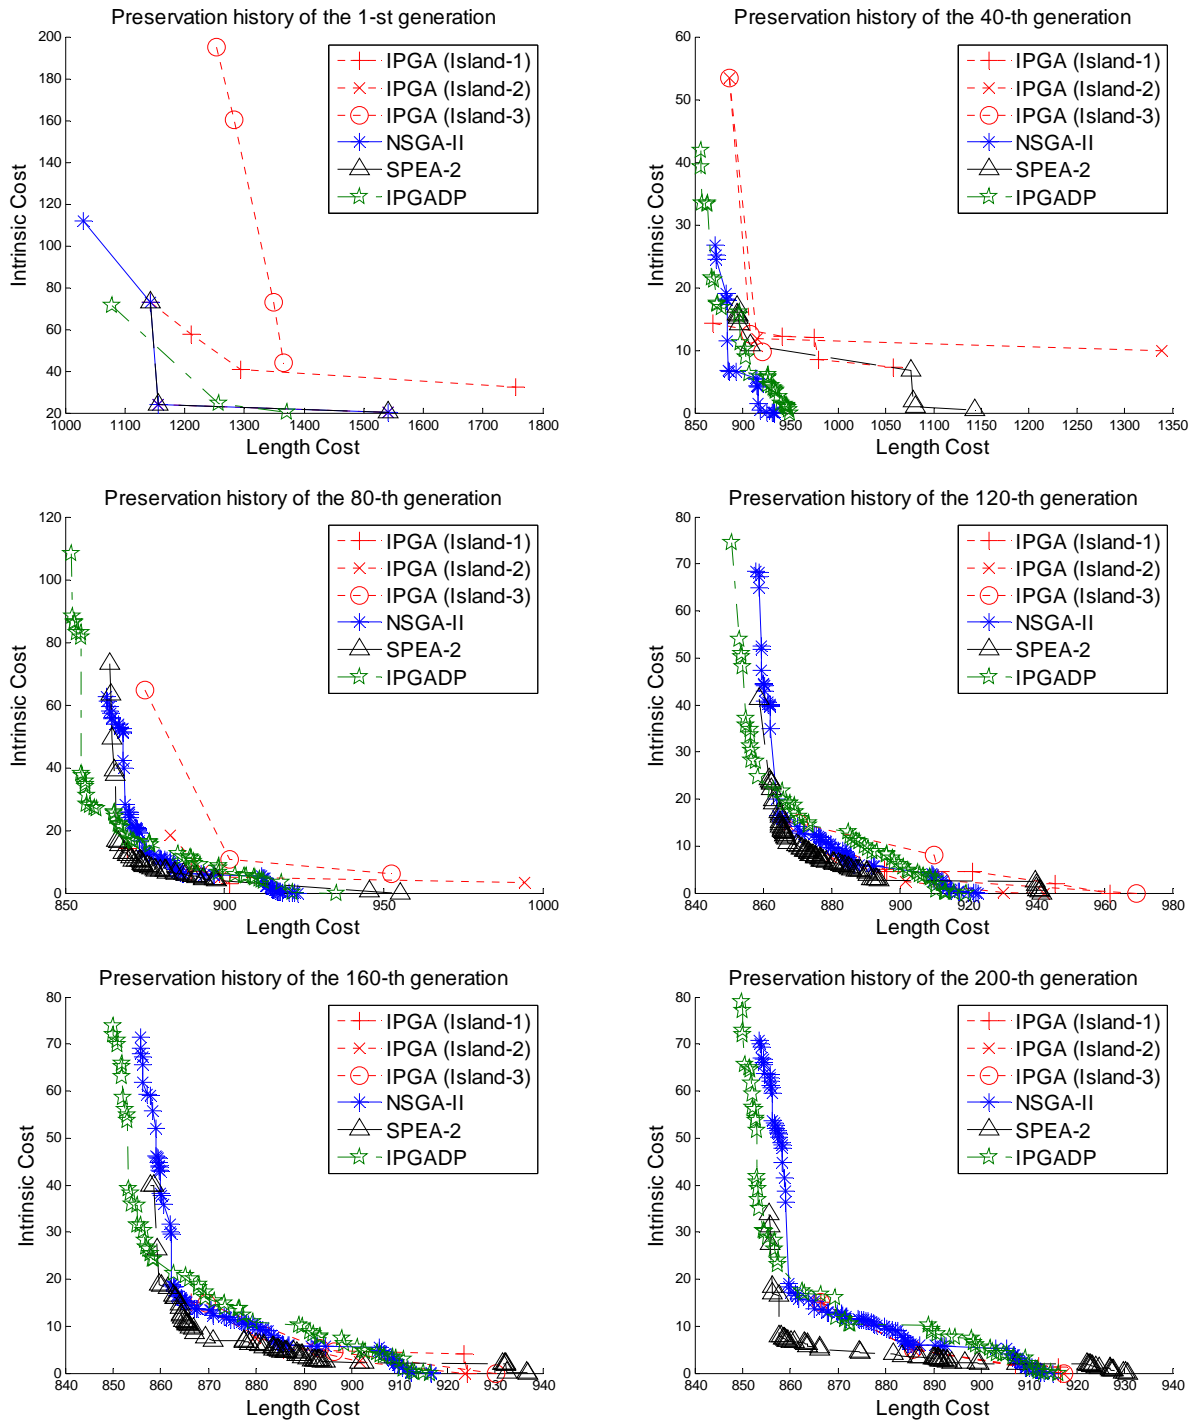 Preservation history of the 1-st generation
200
180
160
140
120
100
80
60
40
20
1000 1100 1200 1300 1400 1500 1600 1700 1800
Intrinsic Cost
Length Cost
IPGA (Island-1)
IPGA (Island-2)
IPGA (Island-3)
NSGA-II
SPEA-2
IPGADP
Preservation history of the 40-th generation
60
50
40
30
20
10
0
850 900 950 1000 1050 1100 1150 1200 1250 1300 1350
Intrinsic Cost
Length Cost
IPGA (Island-1)
IPGA (Island-2)
IPGA (Island-3)
NSGA-II
SPEA-2
IPGADP
Preservation history of the 80-th generation
120
100
80
60
40
20
0
850 900 950 1000
Intrinsic Cost
Length Cost
IPGA (Island-1)
IPGA (Island-2)
IPGA (Island-3)
NSGA-II
SPEA-2
IPGADP
Preservation history of the 120-th generation
80
70
60
50
40
30
20
10
0
840 860 880 900 920 940 960 980
Intrinsic Cost
Length Cost
IPGA (Island-1)
IPGA (Island-2)
IPGA (Island-3)
NSGA-II
SPEA-2
IPGADP
Preservation history of the 160-th generation
80
70
60
50
40
30
20
10
0
840 850 860 870 880 890 900 910 920 930 940
Intrinsic Cost
Length Cost
IPGA (Island-1)
IPGA (Island-2)
IPGA (Island-3)
NSGA-II
SPEA-2
IPGADP
Preservation history of the 200-th generation
80
70
60
50
40
30
20
10
0
840 850 860 870 880 890 900 910 920 930 940
Intrinsic Cost
Length Cost
IPGA (Island-1)
IPGA (Island-2)
IPGA (Island-3)
NSGA-II
SPEA-2
IPGADP